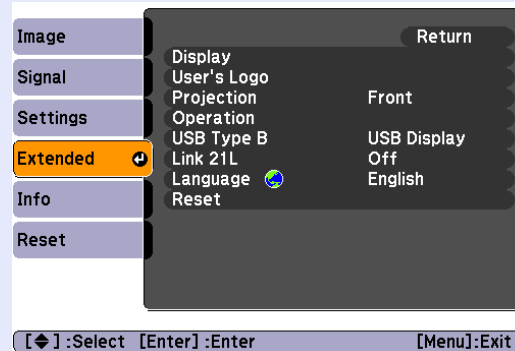 Image
Signal
Settings
Extended
Info
Reset
Return
Display
User's Logo
Projection Front
Operation
USB Type B USB Display
Link 21L Off
Language English
Reset
[◆] :Select [Enter] :Enter [Menu]:Exit